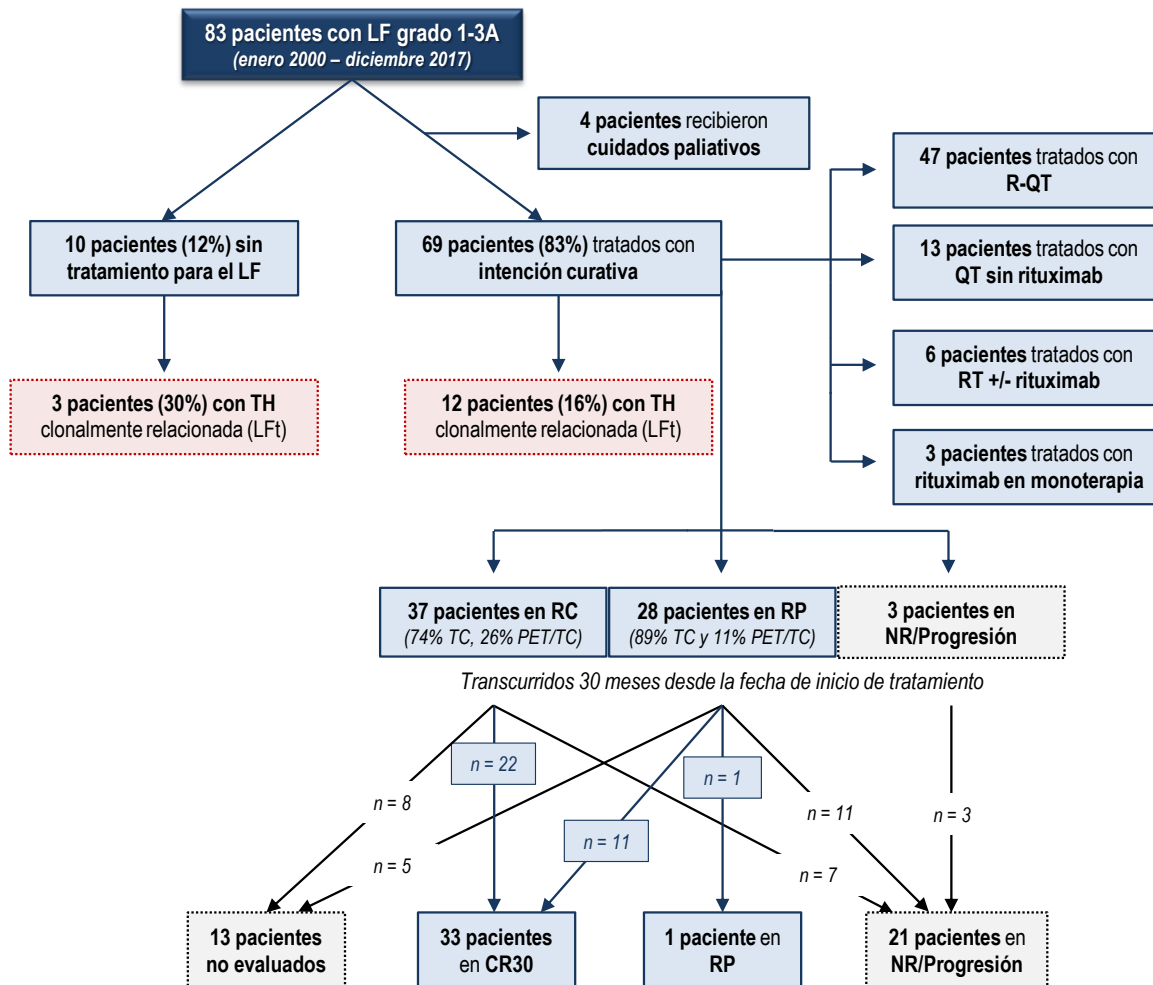 83 pacientes con LF grado 1-3A
(enero 2000 – diciembre 2017)
4 pacientes recibieron
cuidados paliativos
47 pacientes tratados con
R-QT
10 pacientes (12%) sin
tratamiento para el LF
69 pacientes (83%) tratados con
intención curativa
13 pacientes tratados con
QT sin rituximab
6 pacientes tratados con
RT +/- rituximab
3 pacientes (30%) con TH
clonalmente relacionada (LFt)
12 pacientes (16%) con TH
clonalmente relacionada (LFt)
3 pacientes tratados con
rituximab en monoterapia
37 pacientes en RC
(74% TC, 26% PET/TC)
28 pacientes en RP
(89% TC y 11% PET/TC)
3 pacientes en
NR/Progresión
Transcurridos 30 meses desde la fecha de inicio de tratamiento
n = 22
n = 1
n = 8
n = 11
n = 3
n = 11
n = 5
n = 7
13 pacientes
no evaluados
33 pacientes
en CR30
1 paciente en
RP
21 pacientes en
NR/Progresión